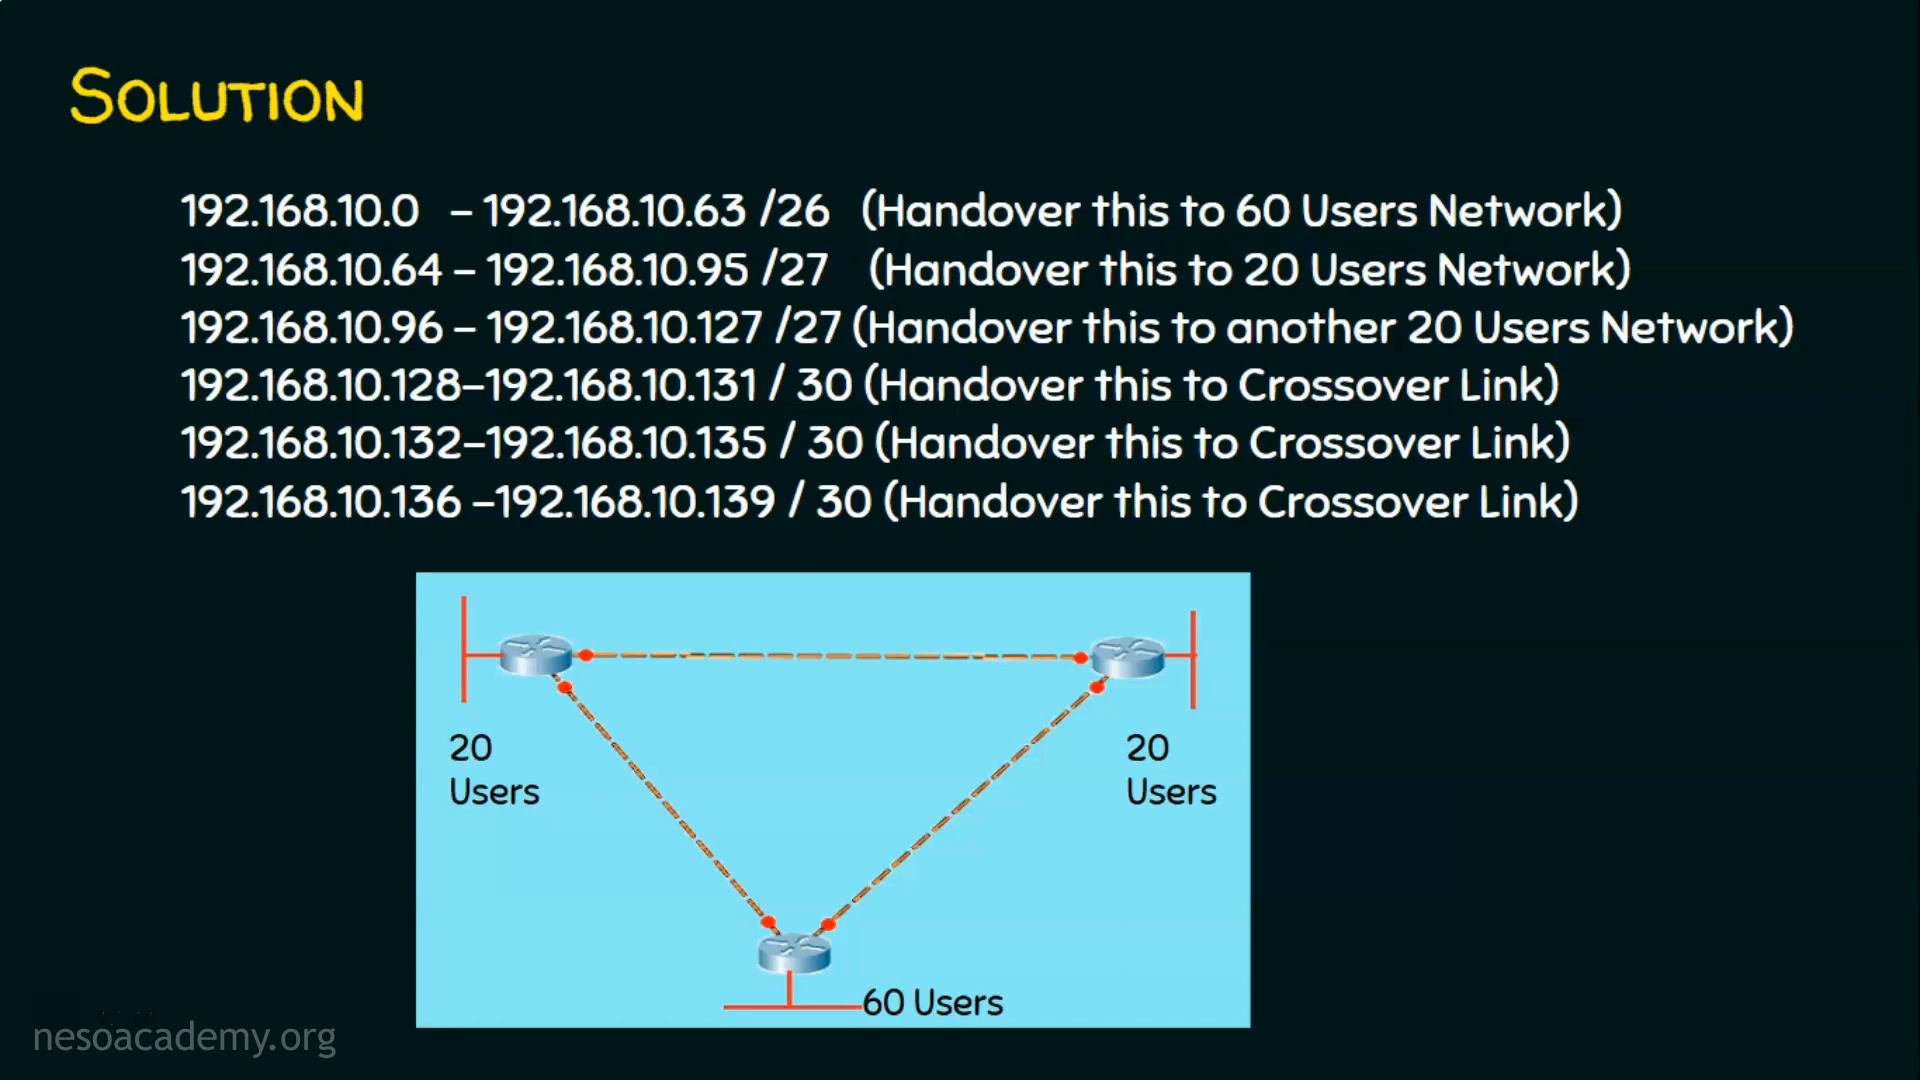 SOLUTION
192.168.10.0 – 192.168.10.63 /26 (Handover this to 60 Users Network)
192.168.10.64 – 192.168.10.95 /27 (Handover this to 20 Users Network)
192.168.10.96 – 192.168.10.127 /27 (Handover this to another 20 Users Network)
192.168.10.128–192.168.10.131 / 30 (Handover this to Crossover Link)
192.168.10.132–192.168.10.135 / 30 (Handover this to Crossover Link)
192.168.10.136 –192.168.10.139 / 30 (Handover this to Crossover Link)
20
Users
20
Users
60 Users
nesoacademy.org